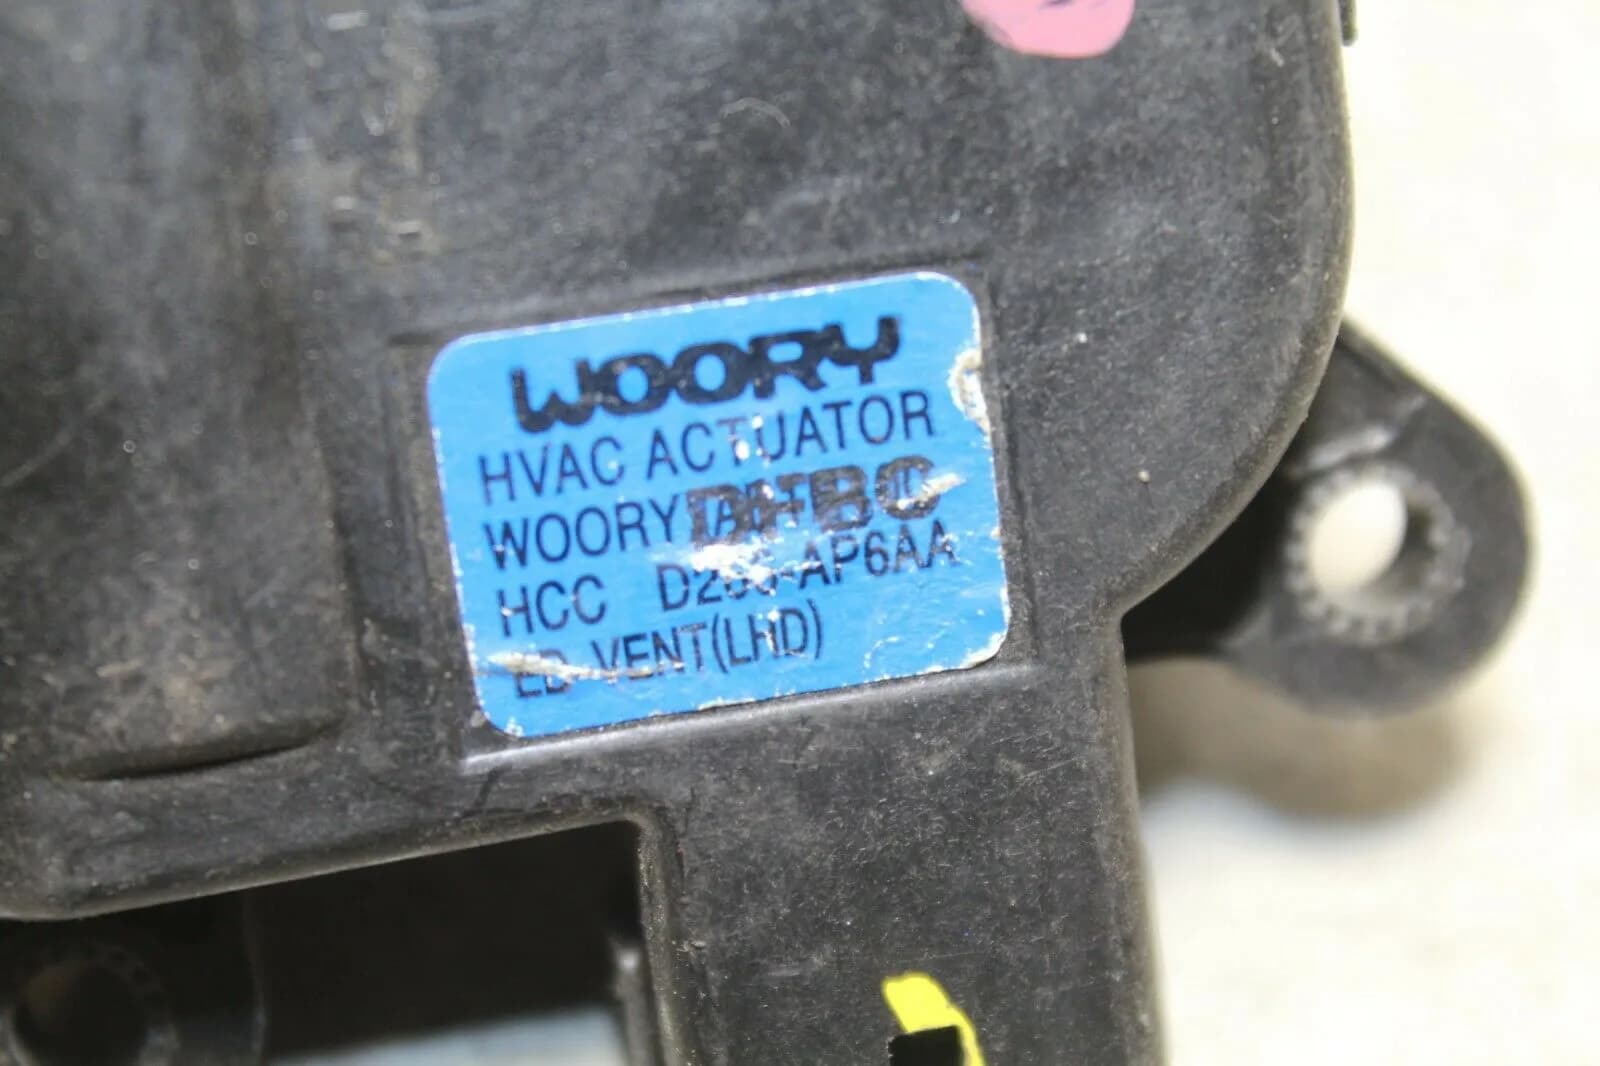 WOORY
HVAC ACTUATOR
WOORY
HCC
VENT(LHD)